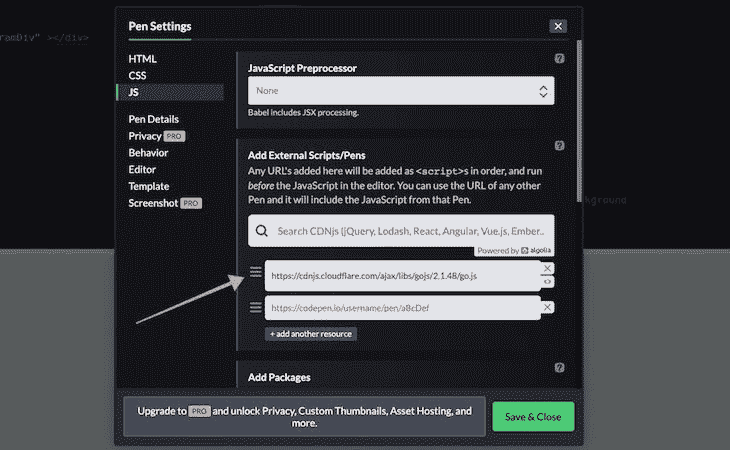 Pen Settings
ramDiv" ></div>
HTML
CSS
JS
Pen Details
Privacy PRO
Behavior
Editor
Template
Screenshot PRO
JavaScript Preprocessor
None
Babel includes JSX processing.
Add External Scripts/Pens
Any URL's added here will be added as <script>s in order, and run
before the JavaScript in the editor. You can use the URL of any other
Pen and it will include the JavaScript from that Pen.
kground
Search CDNjs (jQuery, Lodash, React, Angular, Vue.js, Ember..
Powered by algolia
https://cdnjs.cloudflare.com/ajax/libs/gojs/2.1.48/go.js
https://codepen.io/username/pen/aBcDef
+ add another resource
Add Packages
Upgrade to PRO and unlock Privacy, Custom Thumbnails, Asset Hosting, and
more.
Save & Close